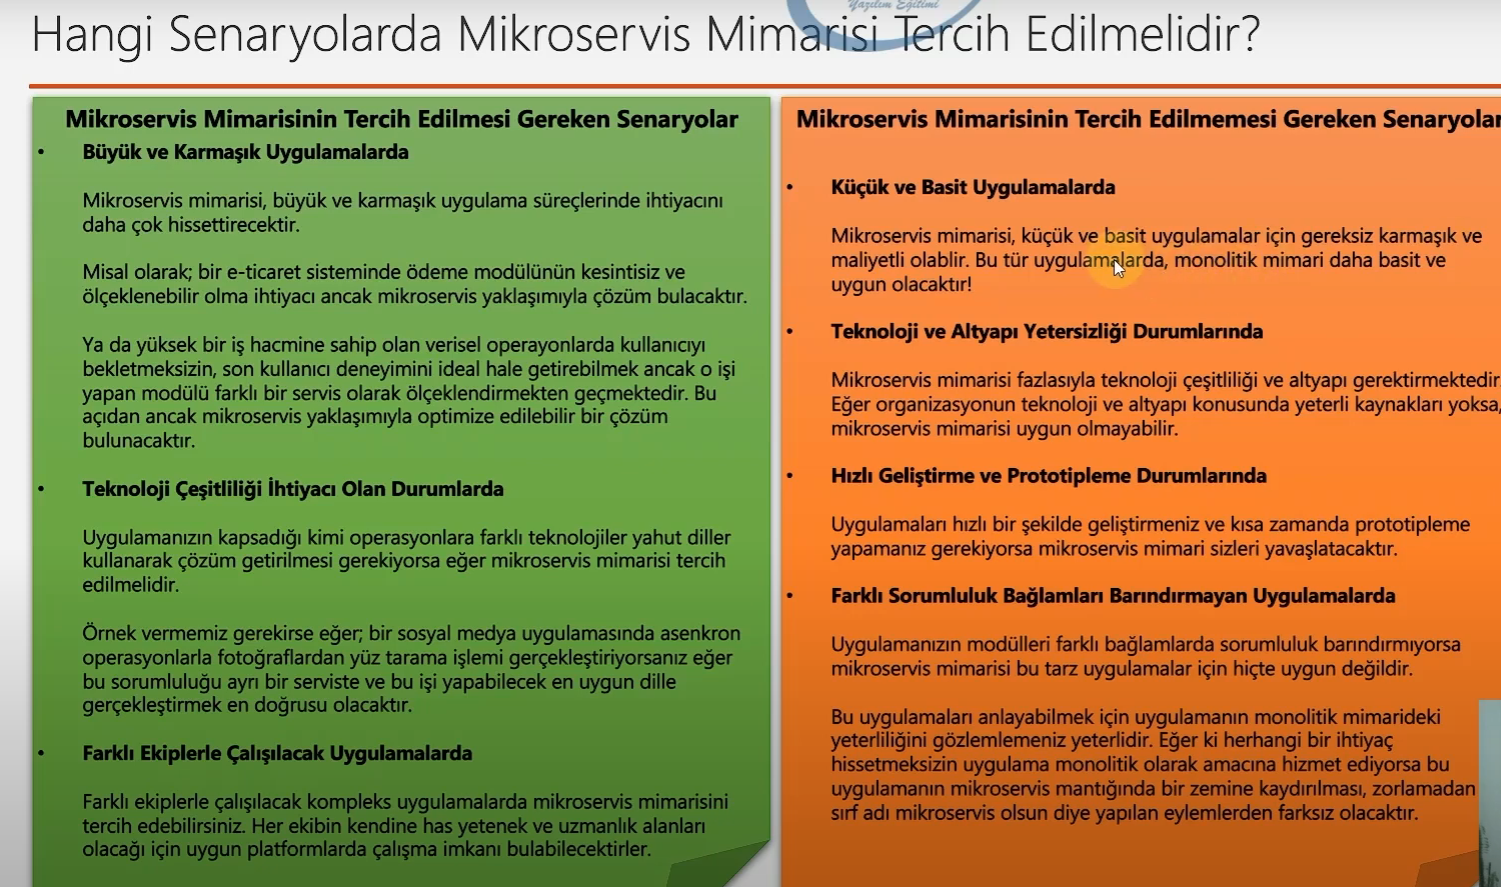 Yazılım Eğitimi
Hangi Senaryolarda Mikroservis Mimarisi Tercih Edilmelidir?
Mikroservis Mimarisinin Tercih Edilmesi Gereken Senaryolar
• Büyük ve Karmaşık Uygulamalarda
Mikroservis mimarisi, büyük ve karmaşık uygulama süreçlerinde ihtiyacını
daha çok hissettirecektir.
Misal olarak; bir e-ticaret sisteminde ödeme modülünün kesintisiz ve
ölçeklenebilir olma ihtiyacı ancak mikroservis yaklaşımıyla çözüm bulacaktır.
Ya da yüksek bir iş hacmine sahip olan verisel operayonlarda kullanıcıyı
bekletmeksizin, son kullanıcı deneyimini ideal hale getirebilmek ancak o işi
yapan modülü farklı bir servis olarak ölçeklendirmekten geçmektedir. Bu
açıdan ancak mikroservis yaklaşımıyla optimize edilebilir bir çözüm
bulunacaktır.
• Teknoloji Çeşitliliği İhtiyacı Olan Durumlarda
Uygulamanızın kapsadığı kimi operasyonlara farklı teknolojiler yahut diller
kullanarak çözüm getirilmesi gerekiyorsa eğer mikroservis mimarisi tercih
edilmelidir.
Örnek vermemiz gerekirse eğer; bir sosyal medya uygulamasında asenkron
operasyonlarla fotoğraflardan yüz tarama işlemi gerçekleştiriyorsanız eğer
bu sorumluluğu ayrı bir serviste ve bu işi yapabilecek en uygun dille
gerçekleştirmek en doğrusu olacaktır.
• Farklı Ekiplerle Çalışılacak Uygulamalarda
Farklı ekiplerle çalışılacak kompleks uygulamalarda mikroservis mimarisini
tercih edebilirsiniz. Her ekibin kendine has yetenek ve uzmanlık alanları
olacağı için uygun platformlarda çalışma imkanı bulabilecektirler.
Mikroservis Mimarisinin Tercih Edilmemesi Gereken Senaryolar
• Küçük ve Basit Uygulamalarda
Mikroservis mimarisi, küçük ve basit uygulamalar için gereksiz karmaşık ve
maliyetli olablir. Bu tür uygulamalarda, monolitik mimari daha basit ve
uygun olacaktır!
• Teknoloji ve Altyapı Yetersizliği Durumlarında
Mikroservis mimarisi fazlasıyla teknoloji çeşitliliği ve altyapı gerektirmektedir.
Eğer organizasyonun teknoloji ve altyapı konusunda yeterli kaynakları yoksa,
mikroservis mimarisi uygun olmayabilir.
• Hızlı Geliştirme ve Prototipleme Durumlarında
Uygulamaları hızlı bir şekilde geliştirmeniz ve kısa zamanda prototipleme
yapamanız gerekiyorsa mikroservis mimari sizleri yavaşlatacaktır.
• Farklı Sorumluluk Bağlamları Barındırmayan Uygulamalarda
Uygulamanızın modülleri farklı bağlamlarda sorumluluk barındırmıyorsa
mikroservis mimarisi bu tarz uygulamalar için hiçte uygun değildir.
Bu uygulamaları anlayabilmek için uygulamanın monolitik mimarideki
yeterliliğini gözlemlemeniz yeterlidir. Eğer ki herhangi bir ihtiyaç
hissetmeksizin uygulama monolitik olarak amacına hizmet ediyorsa bu
uygulamanın mikroservis mantığında bir zemine kaydırılması, zorlamadan
sırf adı mikroservis olsun diye yapılan eylemlerden farksız olacaktır.